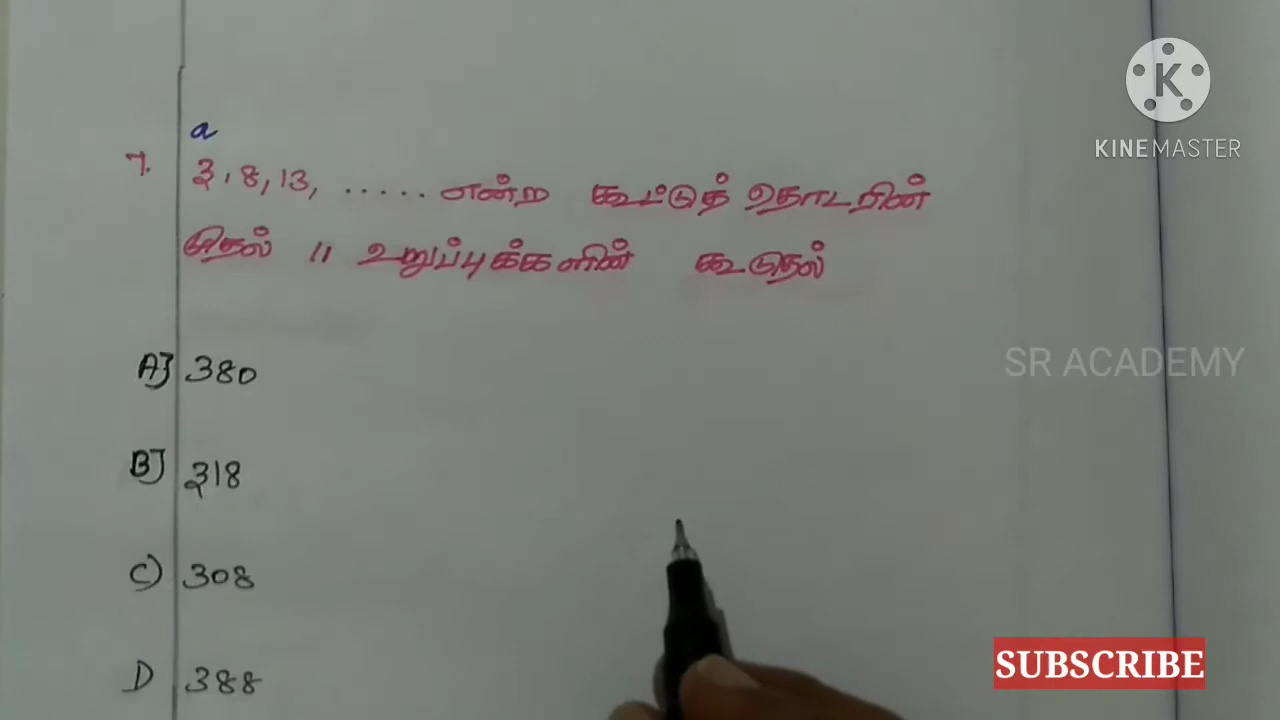 K
KINEMASTER
a
7. 3, 8, 13, ..... என்ற கூட்டுத் தொடரின்
முதல் 11 உறுப்புக்களின் கூடுதல்
SR ACADEMY
A] 380
B] 318
C) 308
SUBSCRIBE
D 388